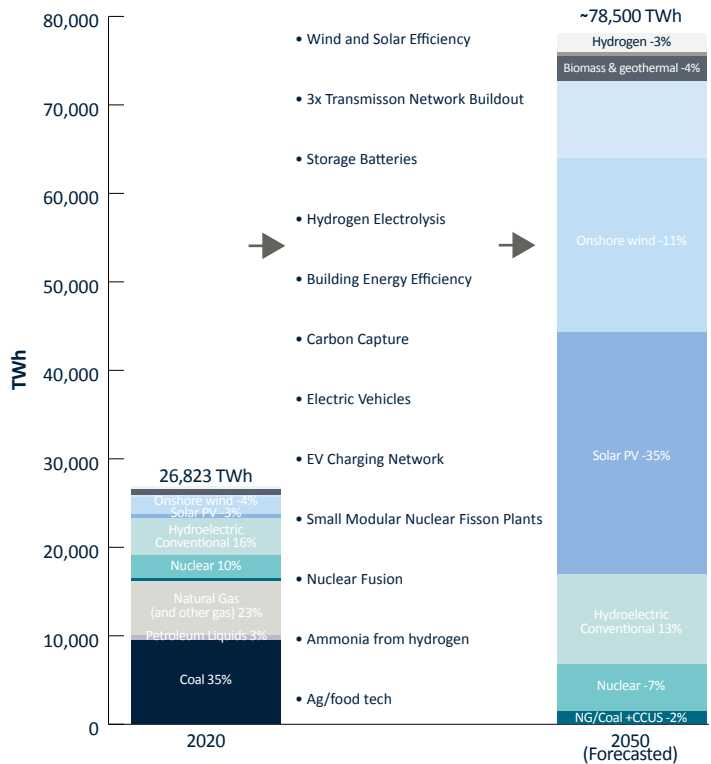 TWh
80,000
70,000
60,000
50,000
40,000
30,000
20,000
10,000
0
26,823 TWh
Onshore wind -4%
Solar PV -3%
Hydroelectric
Conventional 16%
Nuclear 10%
Natural Gas
(and other gas) 23%
Petroleum Liquids 3%
Coal 35%
2020
• Wind and Solar Efficiency
• 3x Transmisson Network Buildout
• Storage Batteries
• Hydrogen Electrolysis
• Building Energy Efficiency
• Carbon Capture
• Electric Vehicles
• EV Charging Network
• Small Modular Nuclear Fisson Plants
• Nuclear Fusion
• Ammonia from hydrogen
• Ag/food tech
~78,500 TWh
Hydrogen -3%
Biomass & geothermal -4%
Onshore wind -11%
Solar PV -35%
Hydroelectric
Conventional 13%
Nuclear -7%
NG/Coal +CCUS -2%
2050
(Forecasted)